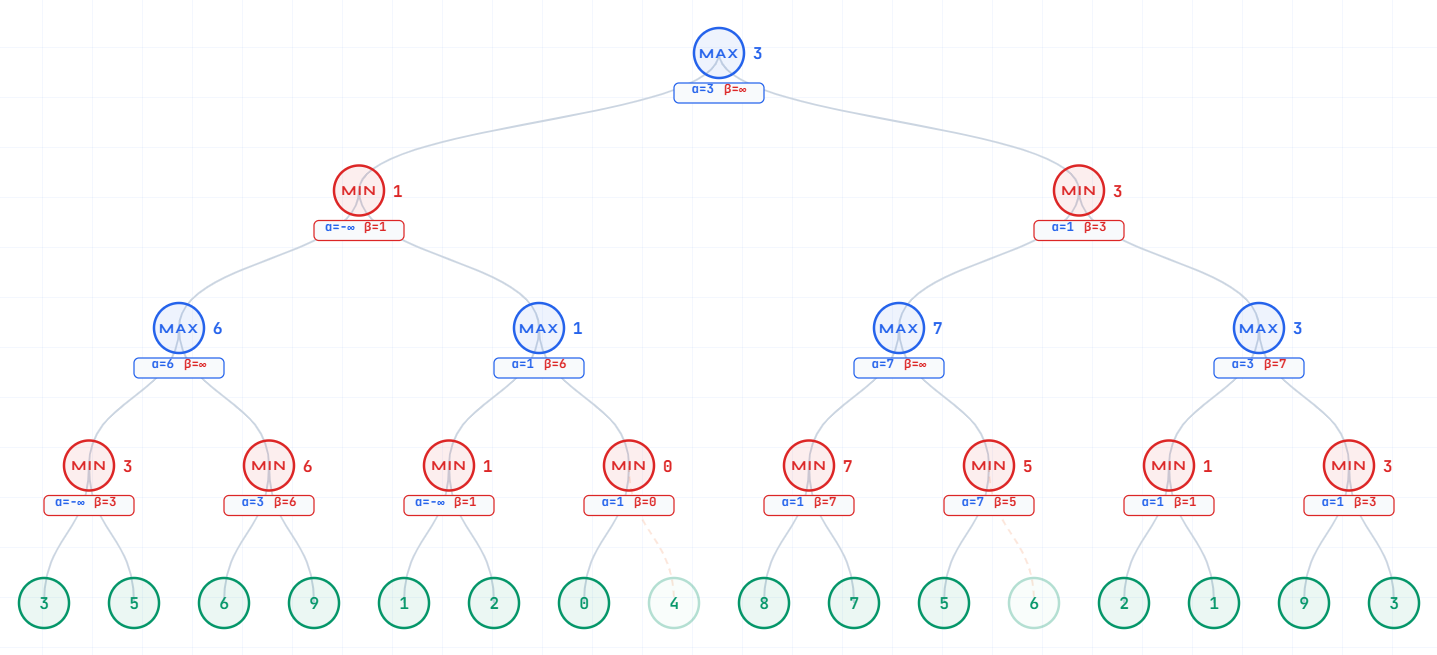 MAX 3
α=3 β=∞
MIN 1
MIN 3
α=-∞ β=1
α=1 β=3
MAX 6
MAX 1
MAX 7
MAX 3
α=6 β=∞
α=1 β=6
α=7 β=∞
α=3 β=7
MIN 3
MIN 6
MIN 1
MIN 0
MIN 7
MIN 5
MIN 1
MIN 3
α=-∞ β=3
α=3 β=6
α=-∞ β=1
α=1 β=0
α=1 β=7
α=7 β=5
α=1 β=1
α=1 β=3
3 5 6 9 1 2 0 4 8 7 5 6 2 1 9 3